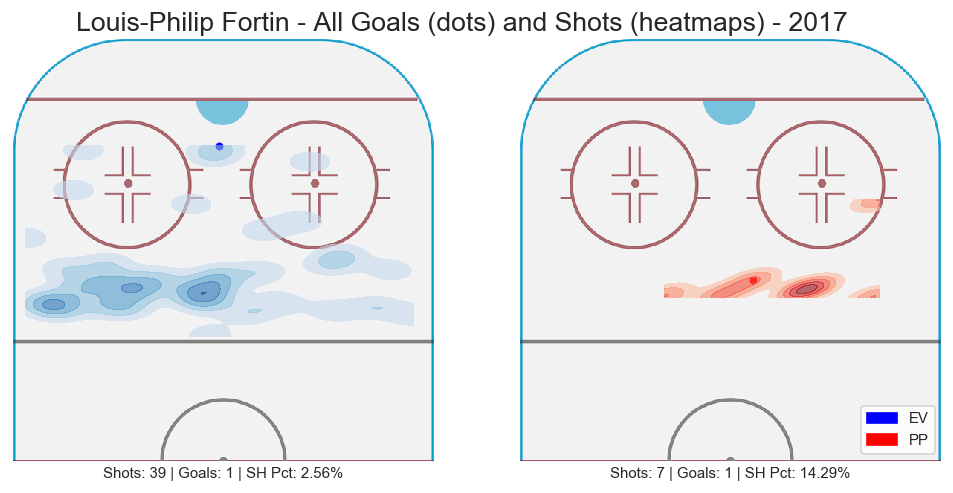 Louis-Philip Fortin - All Goals (dots) and Shots (heatmaps) - 2017
EV
PP
Shots: 39 | Goals: 1 | SH Pct: 2.56%
Shots: 7 | Goals: 1 | SH Pct: 14.29%